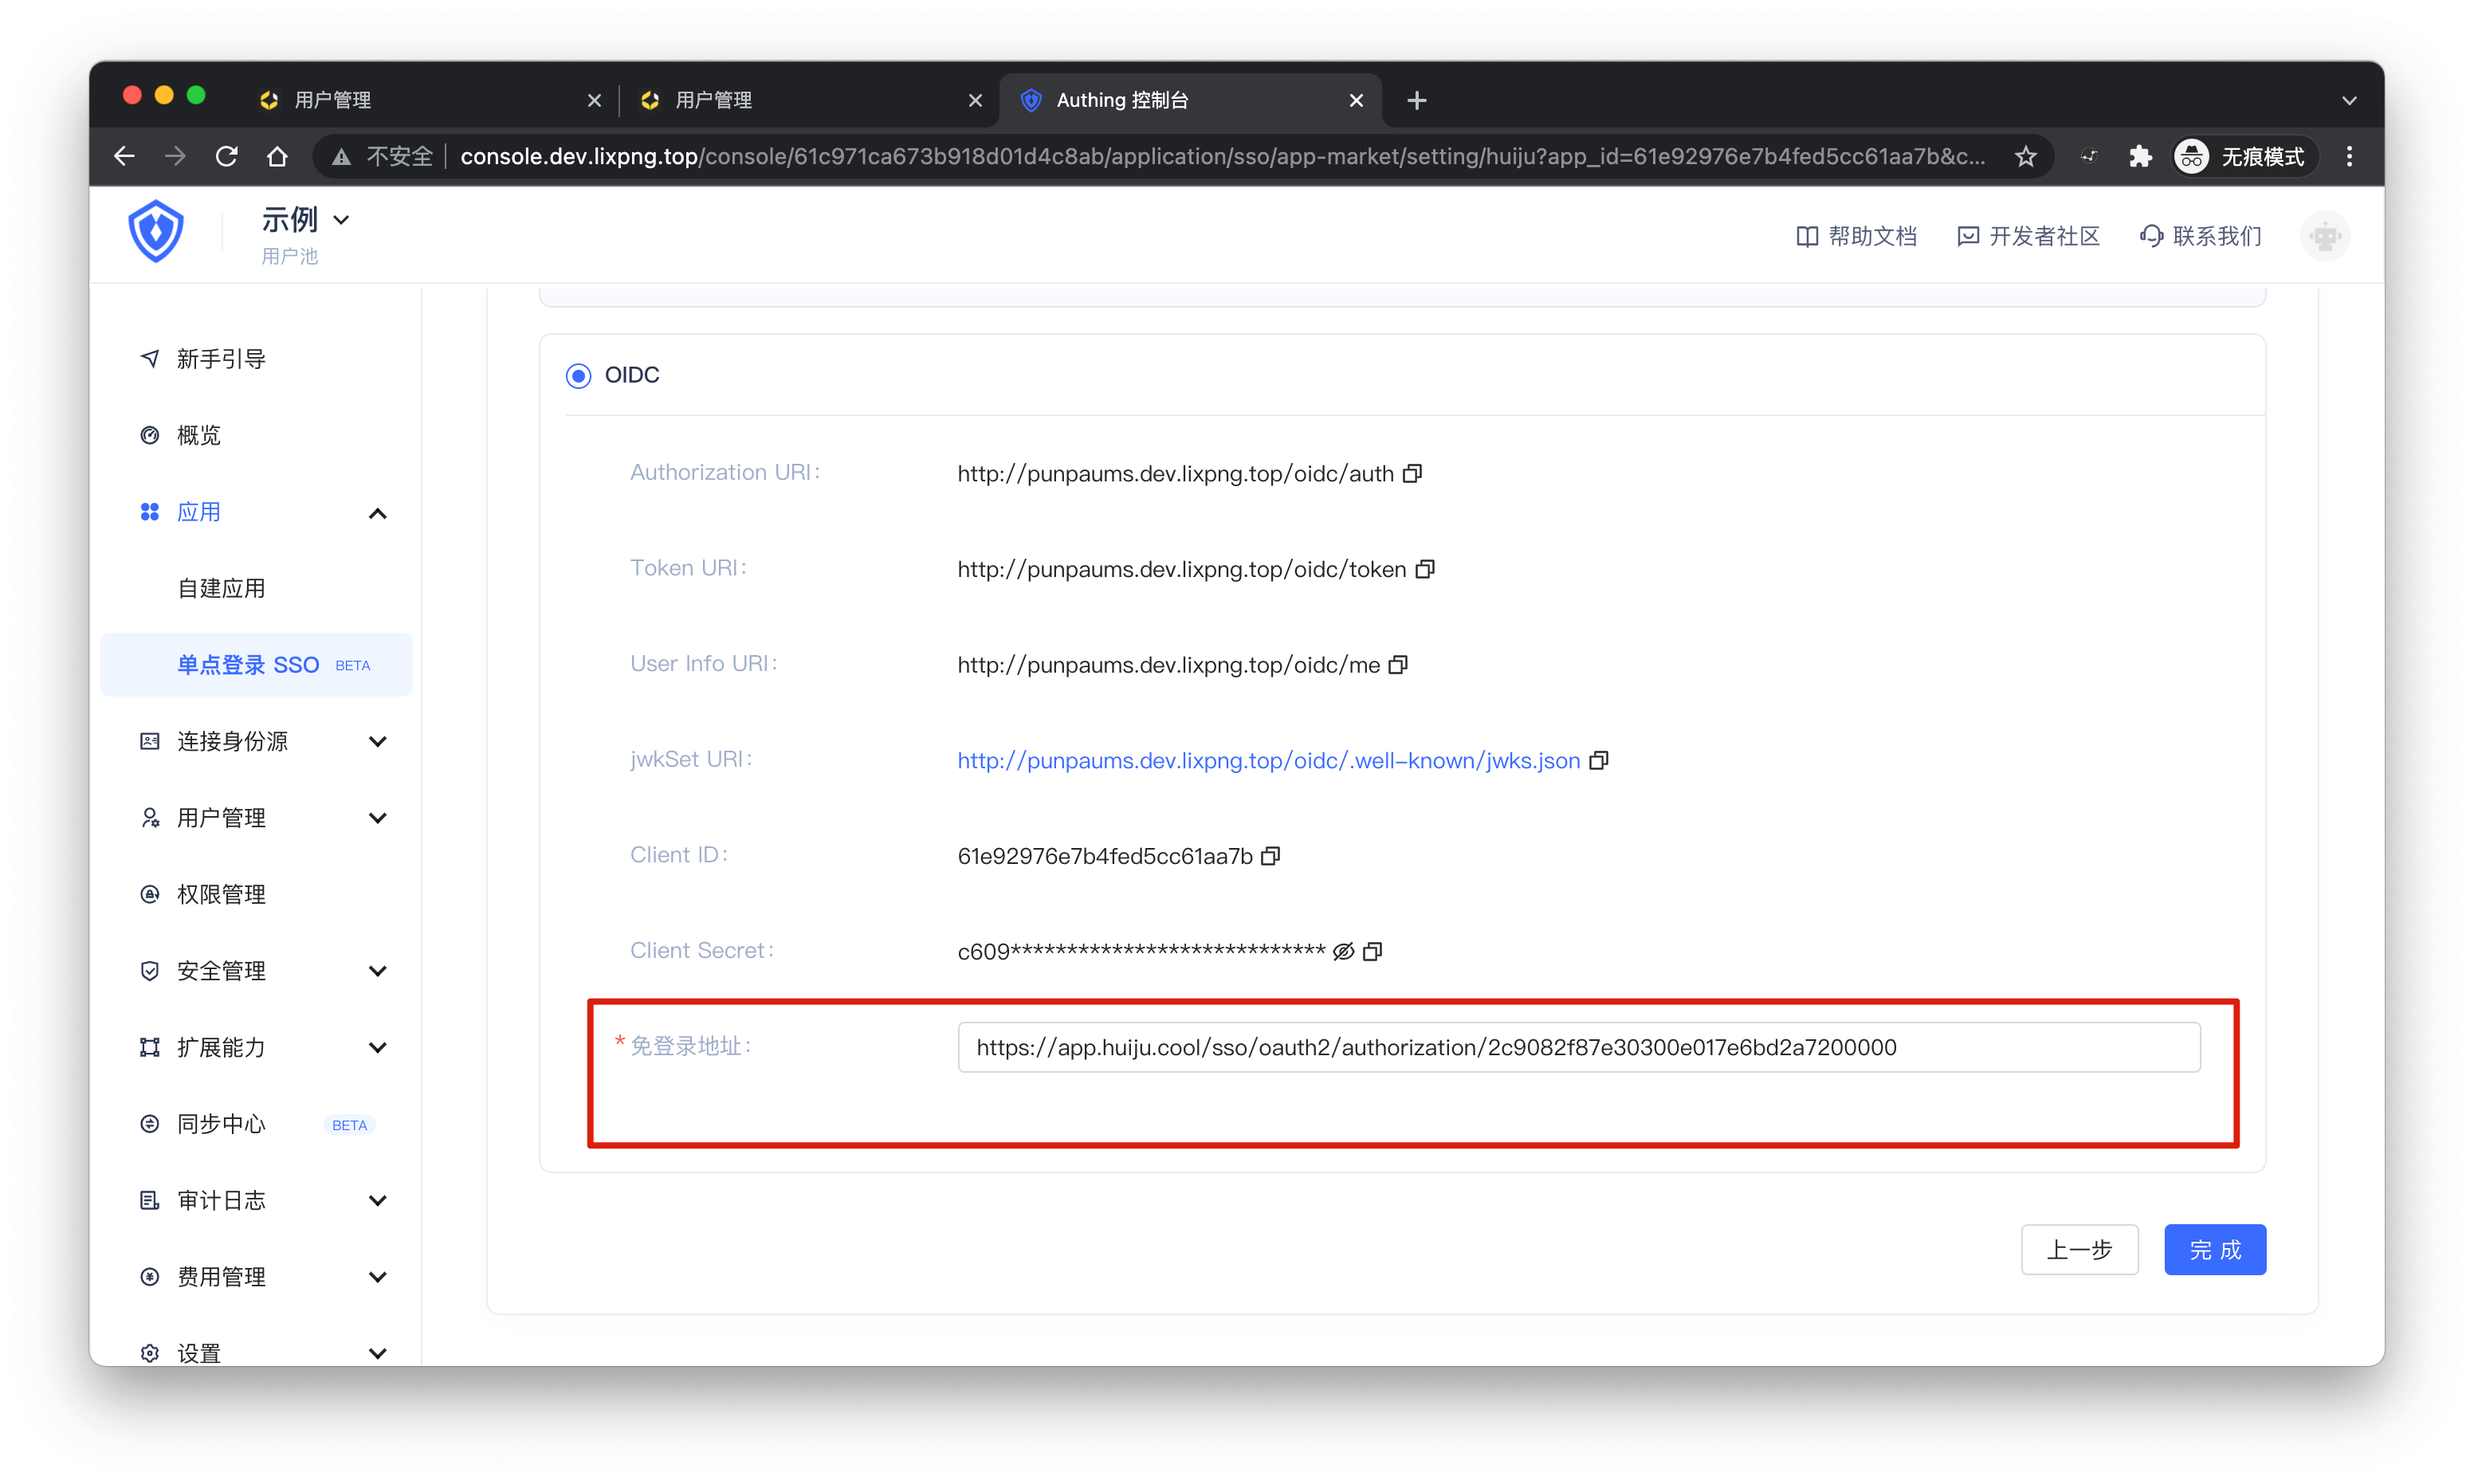 用户管理
用户管理
Authing 控制台
不安全
console.dev.lixpng.top/console/61c971ca673b918d01d4c8ab/application/sso/app-market/setting/huiju?app_id=61e92976e7b4fed5cc61aa7b&c...
无痕模式
示例
用户池
帮助文档
开发者社区
联系我们
新手引导
概览
应用
自建应用
单点登录 SSO BETA
连接身份源
用户管理
权限管理
安全管理
扩展能力
同步中心 BETA
审计日志
费用管理
设置
OIDC
Authorization URI： http://punpaums.dev.lixpng.top/oidc/auth
Token URI： http://punpaums.dev.lixpng.top/oidc/token
User Info URI： http://punpaums.dev.lixpng.top/oidc/me
jwkSet URI： http://punpaums.dev.lixpng.top/oidc/.well-known/jwks.json
Client ID： 61e92976e7b4fed5cc61aa7b
Client Secret： c609****************************
* 免登录地址： https://app.huiju.cool/sso/oauth2/authorization/2c9082f87e30300e017e6bd2a7200000
上一步
完 成